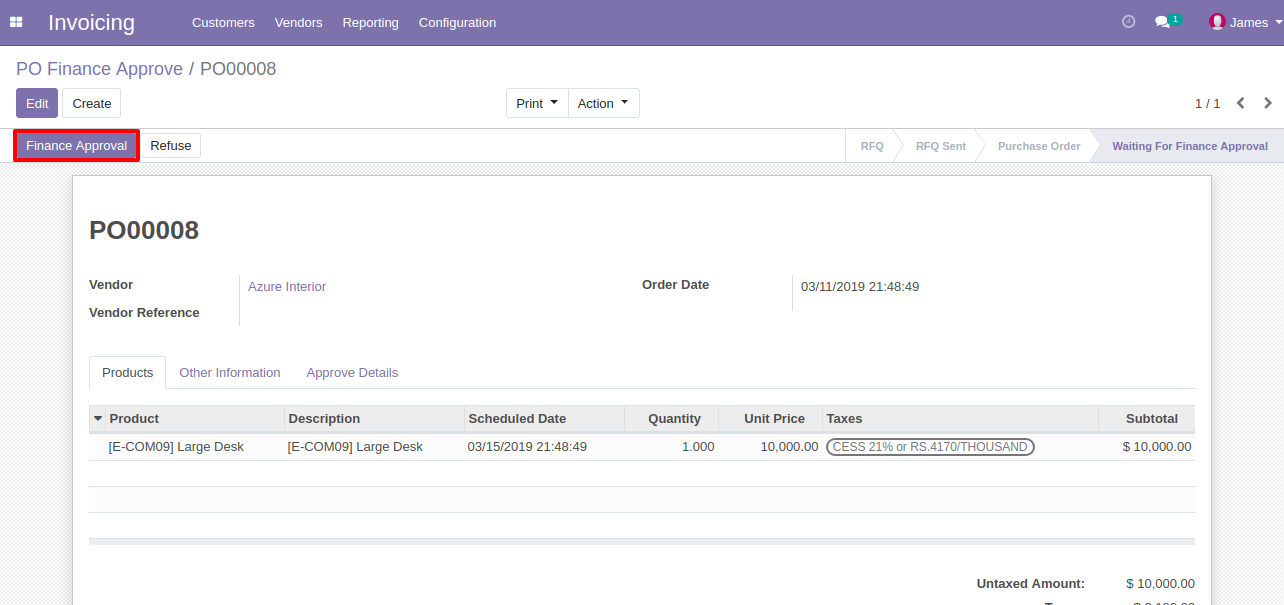 Invoicing Customers Vendors Reporting Configuration 1 James
PO Finance Approve / PO00008
Edit Create Print Action 1 / 1
Finance Approval Refuse RFQ RFQ Sent Purchase Order Waiting For Finance Approval
PO00008
Vendor Azure Interior Order Date 03/11/2019 21:48:49
Vendor Reference
Products Other Information Approve Details
Product Description Scheduled Date Quantity Unit Price Taxes Subtotal
[E-COM09] Large Desk [E-COM09] Large Desk 03/15/2019 21:48:49 1.000 10,000.00 CESS 21% or RS.4170/THOUSAND $ 10,000.00
Untaxed Amount: $ 10,000.00